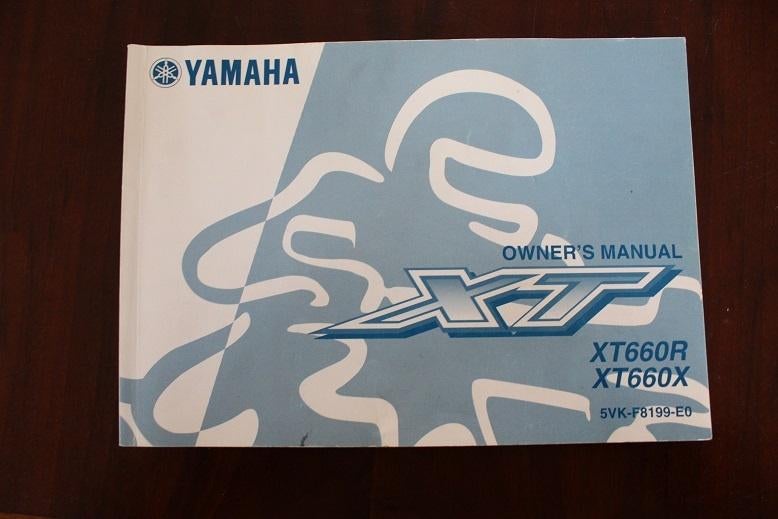 YAMAHA
OWNER'S MANUAL
XT
XT660R
XT660X
5VK-F8199-E0